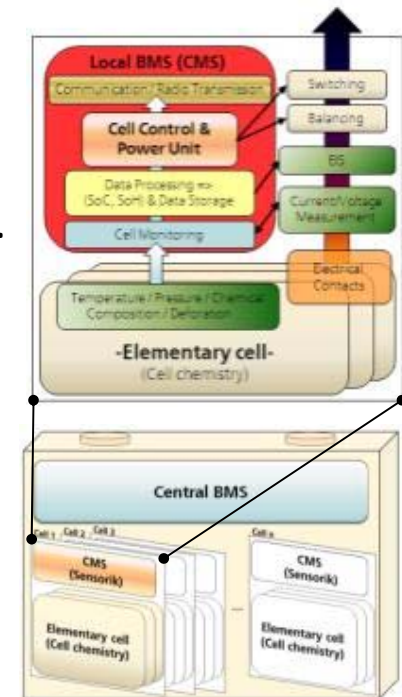 Local BMS (CMS)
Communication / Radio Transmission
Switching
Balancing
Cell Control &
Power Unit
EIS
Data Processing =>
(SoC, SoH) & Data Storage
Current/Voltage
Measurement
Cell Monitoring
Electrical
Contacts
Temperature / Pressure / Chemical
Composition / Deforation
-Elementary cell-
(Cell chemistry)
Central BMS
Cell 1 Cell 2 Cell 3
Cell n
CMS
(Sensorik)
CMS
(Sensorik)
...
Elementary cell
(Cell chemistry)
Elementary cell
(Cell chemistry)